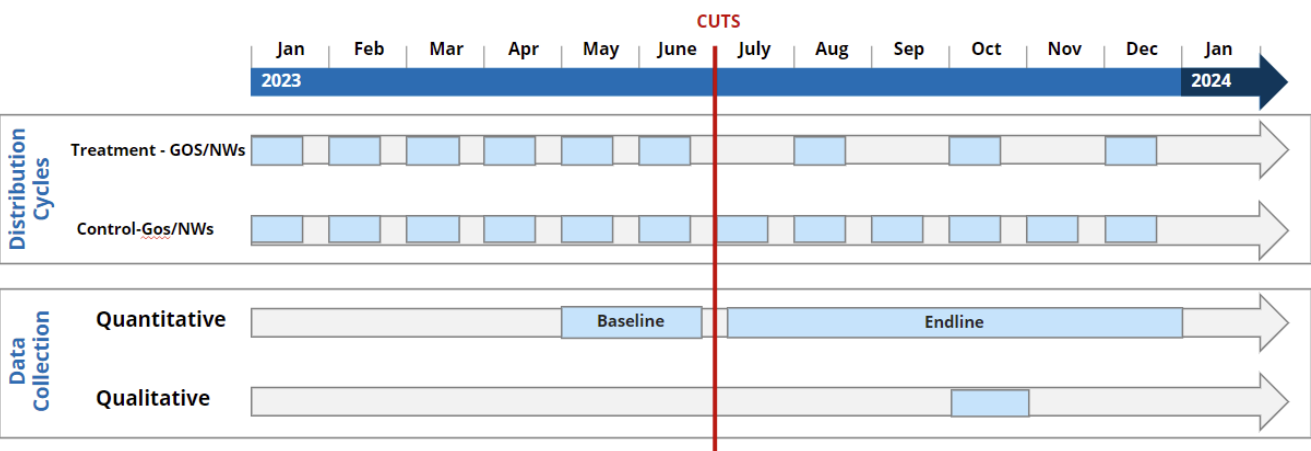 CUTS
Jan Feb Mar Apr May June July Aug Sep Oct Nov Dec Jan
2023 2024
Distribution
Cycles
Treatment - GOS/NWs
Control-Gos/NWs
Data
Collection
Quantitative Baseline Endline
Qualitative